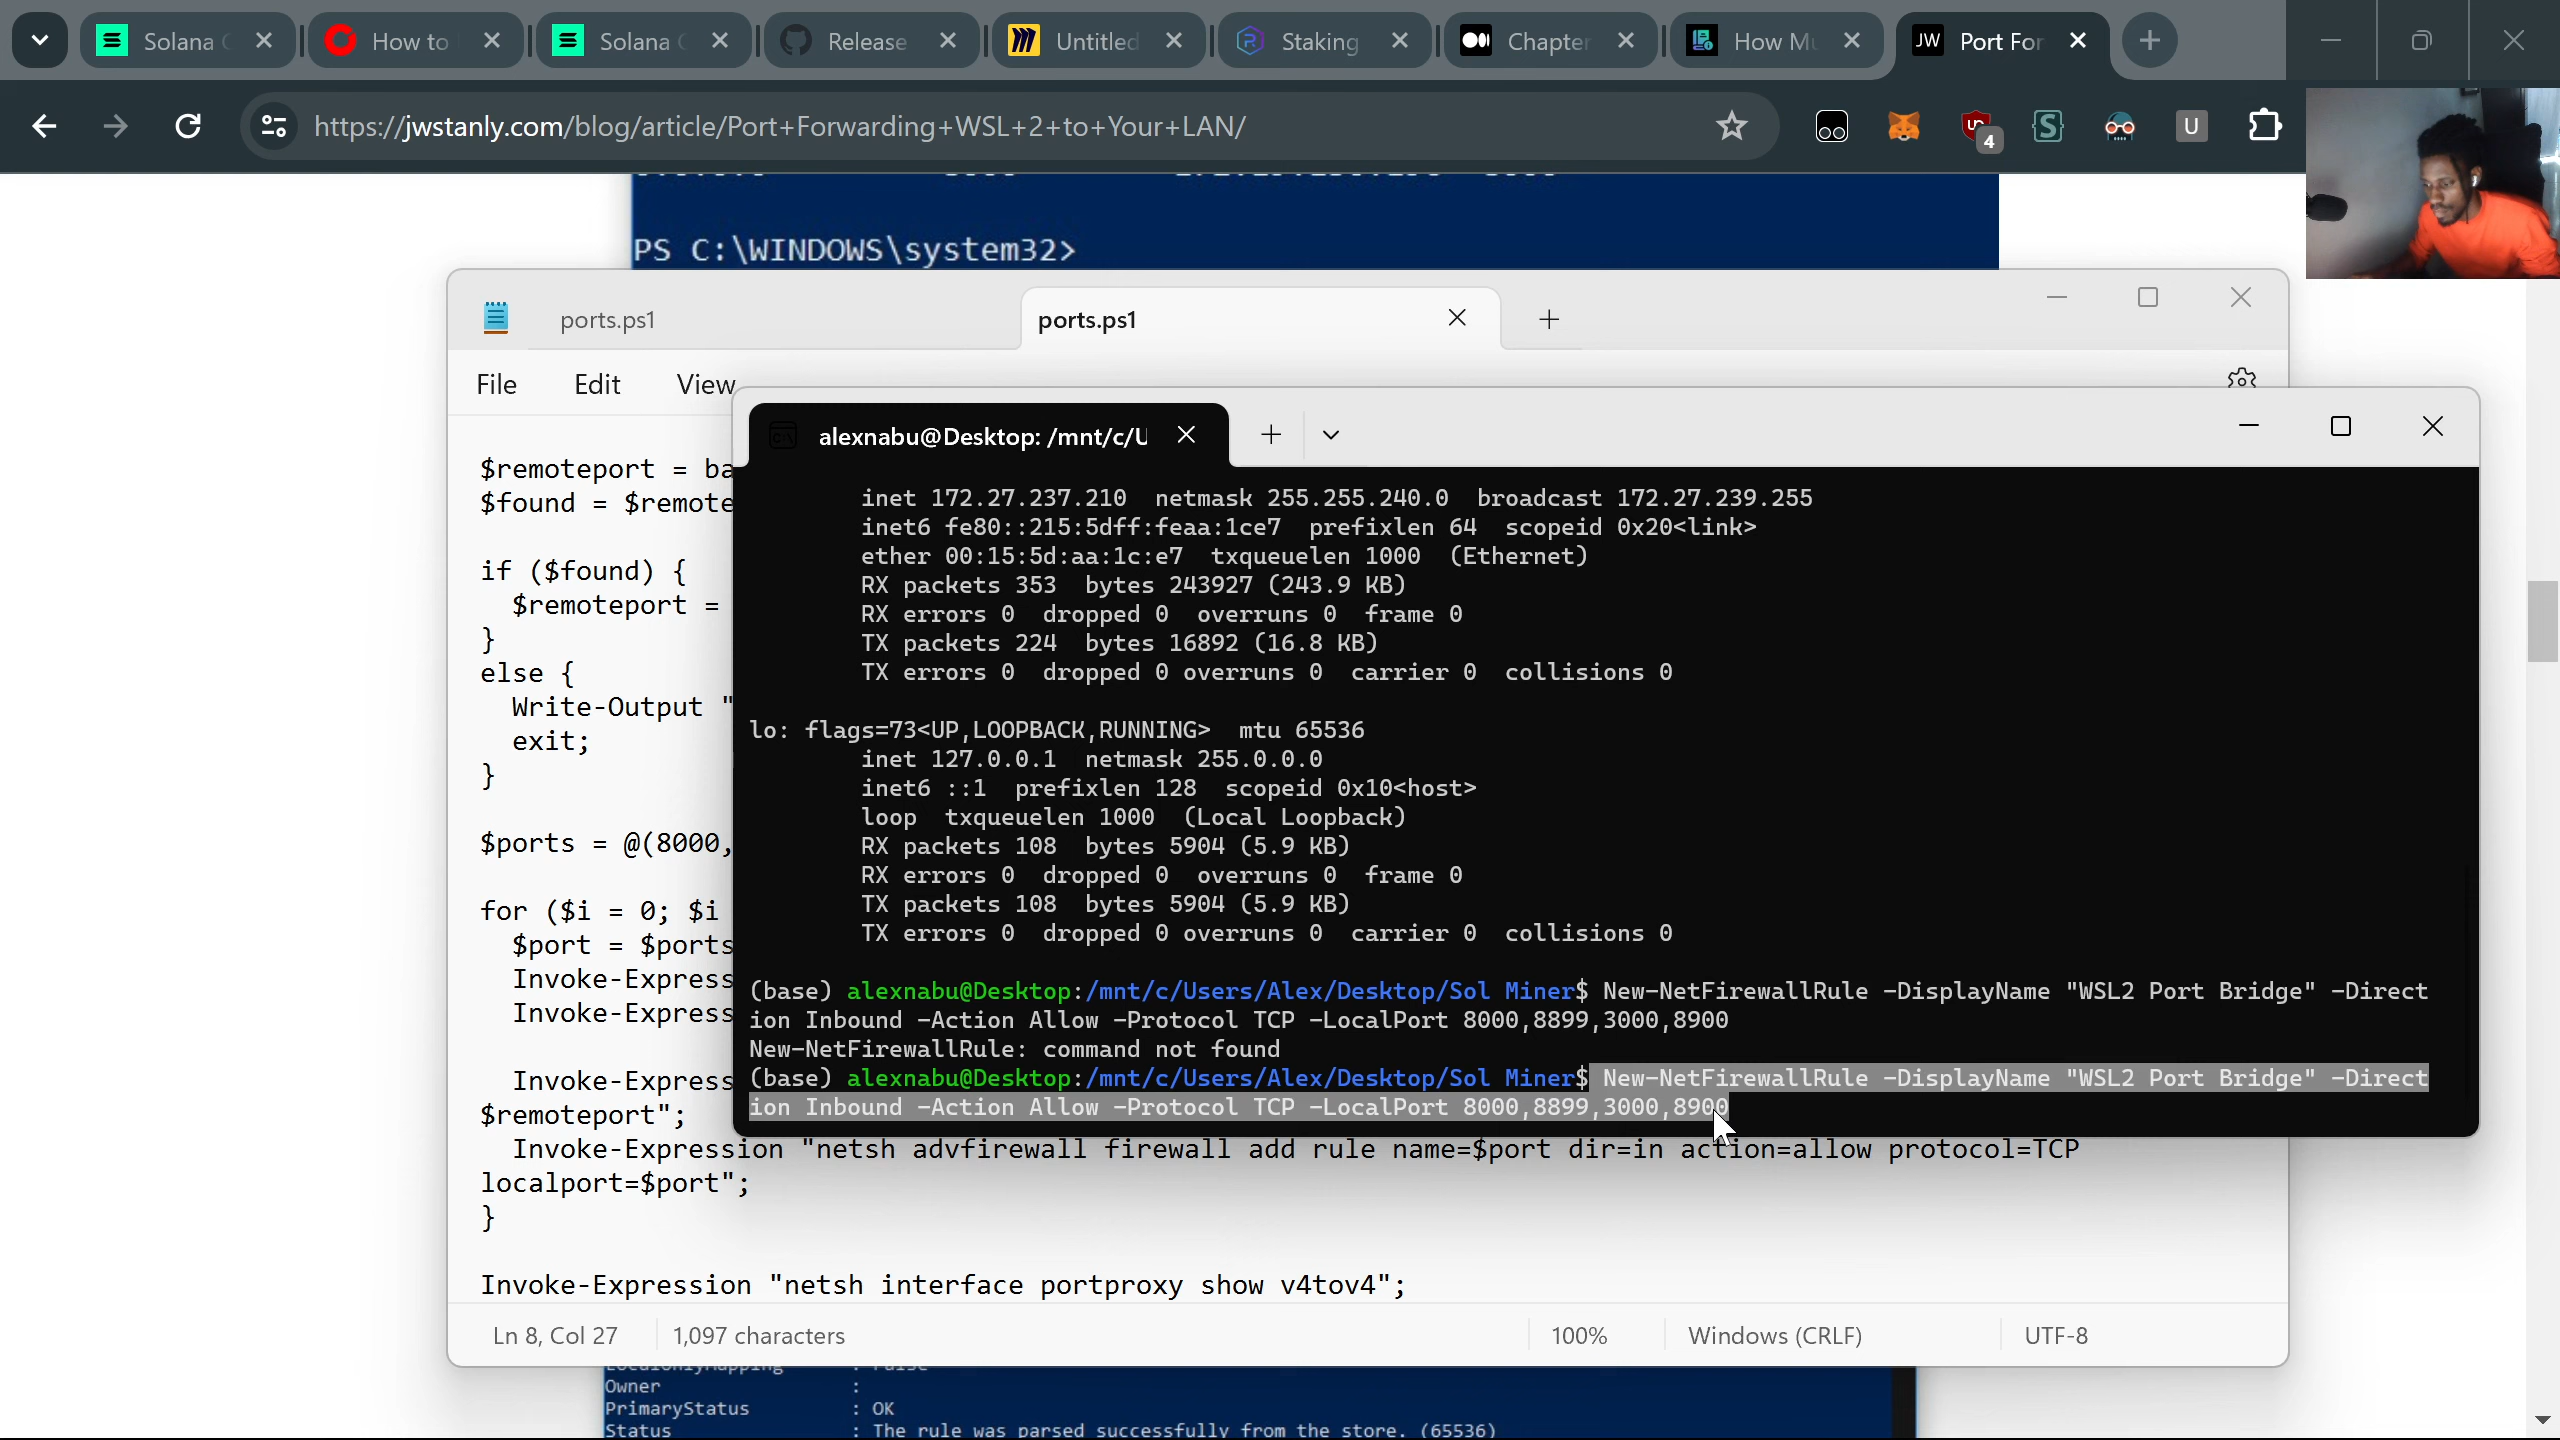 Solana
How to
Solana
Release
Untitled
Staking
Chapter
How Mu
JW
Port For
https://jwstanly.com/blog/article/Port+Forwarding+WSL+2+to+Your+LAN/
4
U
PS C:\WINDOWS\system32>
ports.ps1
ports.ps1
File Edit View
alexnabu@Desktop: /mnt/c/U
$remoteport = ba
$found = $remote
if ($found) {
$remoteport =
}
else {
Write-Output "
exit;
}
$ports = @(8000,
for ($i = 0; $i
$port = $ports
Invoke-Express
Invoke-Express
Invoke-Express
$remoteport";
Invoke-Expression "netsh advfirewall firewall add rule name=$port dir=in action=allow protocol=TCP
localport=$port";
}
Invoke-Expression "netsh interface portproxy show v4tov4";
inet 172.27.237.210 netmask 255.255.240.0 broadcast 172.27.239.255
inet6 fe80::215:5dff:feaa:1ce7 prefixlen 64 scopeid 0x20<link>
ether 00:15:5d:aa:1c:e7 txqueuelen 1000 (Ethernet)
RX packets 353 bytes 243927 (243.9 KB)
RX errors 0 dropped 0 overruns 0 frame 0
TX packets 224 bytes 16892 (16.8 KB)
TX errors 0 dropped 0 overruns 0 carrier 0 collisions 0
lo: flags=73<UP,LOOPBACK,RUNNING> mtu 65536
inet 127.0.0.1 netmask 255.0.0.0
inet6 ::1 prefixlen 128 scopeid 0x10<host>
loop txqueuelen 1000 (Local Loopback)
RX packets 108 bytes 5904 (5.9 KB)
RX errors 0 dropped 0 overruns 0 frame 0
TX packets 108 bytes 5904 (5.9 KB)
TX errors 0 dropped 0 overruns 0 carrier 0 collisions 0
(base) alexnabu@Desktop:/mnt/c/Users/Alex/Desktop/Sol Miner$ New-NetFirewallRule -DisplayName "WSL2 Port Bridge" -Direct
ion Inbound -Action Allow -Protocol TCP -LocalPort 8000,8899,3000,8900
New-NetFirewallRule: command not found
(base) alexnabu@Desktop:/mnt/c/Users/Alex/Desktop/Sol Miner$ New-NetFirewallRule -DisplayName "WSL2 Port Bridge" -Direct
ion Inbound -Action Allow -Protocol TCP -LocalPort 8000,8899,3000,8900
Ln 8, Col 27
1,097 characters
100%
Windows (CRLF)
UTF-8
Owner :
PrimaryStatus : OK
Status : The rule was parsed successfully from the store. (65536)